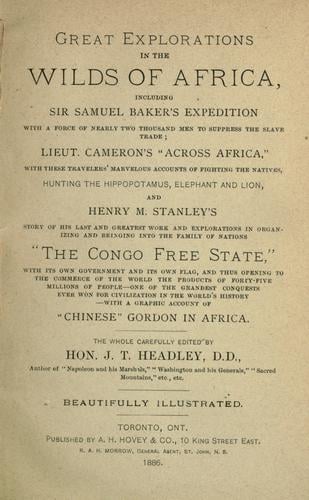 GREAT EXPLORATIONS
IN THE
WILDS OF AFRICA,
INCLUDING
SIR SAMUEL BAKER'S EXPEDITION
WITH A FORCE OF NEARLY TWO THOUSAND MEN TO SUPPRESS THE SLAVE
TRADE;
LIEUT. CAMERON'S "ACROSS AFRICA,"
WITH THESE TRAVELERS' MARVELOUS ACCOUNTS OF FIGHTING THE NATIVES,
HUNTING THE HIPPOPOTAMUS, ELEPHANT AND LION,
AND
HENRY M. STANLEY'S
STORY OF HIS LAST AND GREATEST WORK AND EXPLORATIONS IN ORGAN-
IZING AND BRINGING INTO THE FAMILY OF NATIONS
"THE CONGO FREE STATE,"
WITH ITS OWN GOVERNMENT AND ITS OWN FLAG, AND THUS OPENING TO
THE COMMERCE OF THE WORLD THE PRODUCTS OF FORTY-FIVE
MILLIONS OF PEOPLE—ONE OF THE GRANDEST CONQUESTS
EVER WON FOR CIVILIZATION IN THE WORLD'S HISTORY
—WITH A GRAPHIC ACCOUNT OF
"CHINESE" GORDON IN AFRICA.
THE WHOLE CAREFULLY EDITED BY
HON. J. T. HEADLEY, D.D.,
Author of "Napoleon and his Marshals," "Washington and his Generals," "Sacred
Mountains," etc., etc.
BEAUTIFULLY ILLUSTRATED.
TORONTO, ONT.
PUBLISHED BY A. H. HOVEY & CO., 10 KING STREET EAST.
R. A. H. MORROW, GENERAL AGENT, ST. JOHN, N. B.
1886.